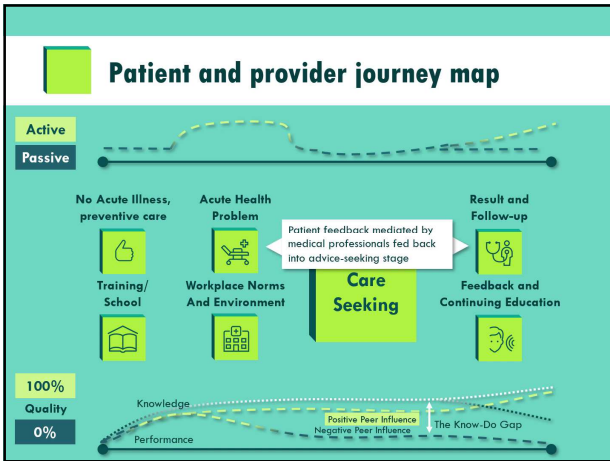 Patient and provider journey map
Active
Passive
No Acute Illness,
preventive care
Acute Health
Problem
Result and
Follow-up
Patient feedback mediated by
medical professionals fed back
into advice-seeking stage
Care
Seeking
Training/
School
Workplace Norms
And Environment
Feedback and
Continuing Education
100%
Quality
0%
Knowledge
Performance
Positive Peer Influence
Negative Peer Influence
The Know-Do Gap